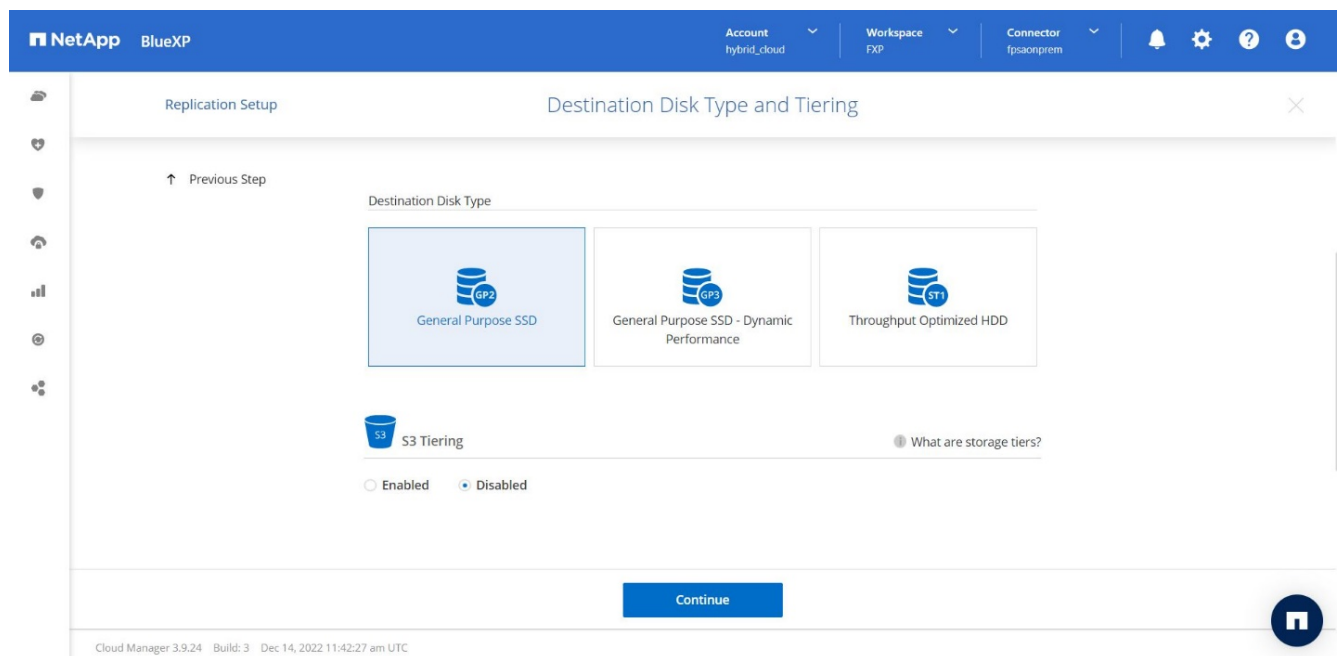 NetApp BlueXP
Account
hybrid_cloud
Workspace
FXP
Connector
fpsaonprem
Replication Setup
Destination Disk Type and Tiering
↑ Previous Step
Destination Disk Type
GP2
General Purpose SSD
GP3
General Purpose SSD - Dynamic
Performance
ST1
Throughput Optimized HDD
S3
S3 Tiering
What are storage tiers?
Enabled
Disabled
Continue
Cloud Manager 3.9.24 Build: 3 Dec 14, 2022 11:42:27 am UTC